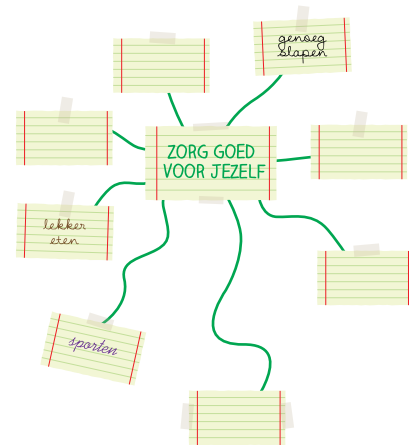 genoeg
slapen
ZORG GOED
VOOR JEZELF
lekker
eten
sporten